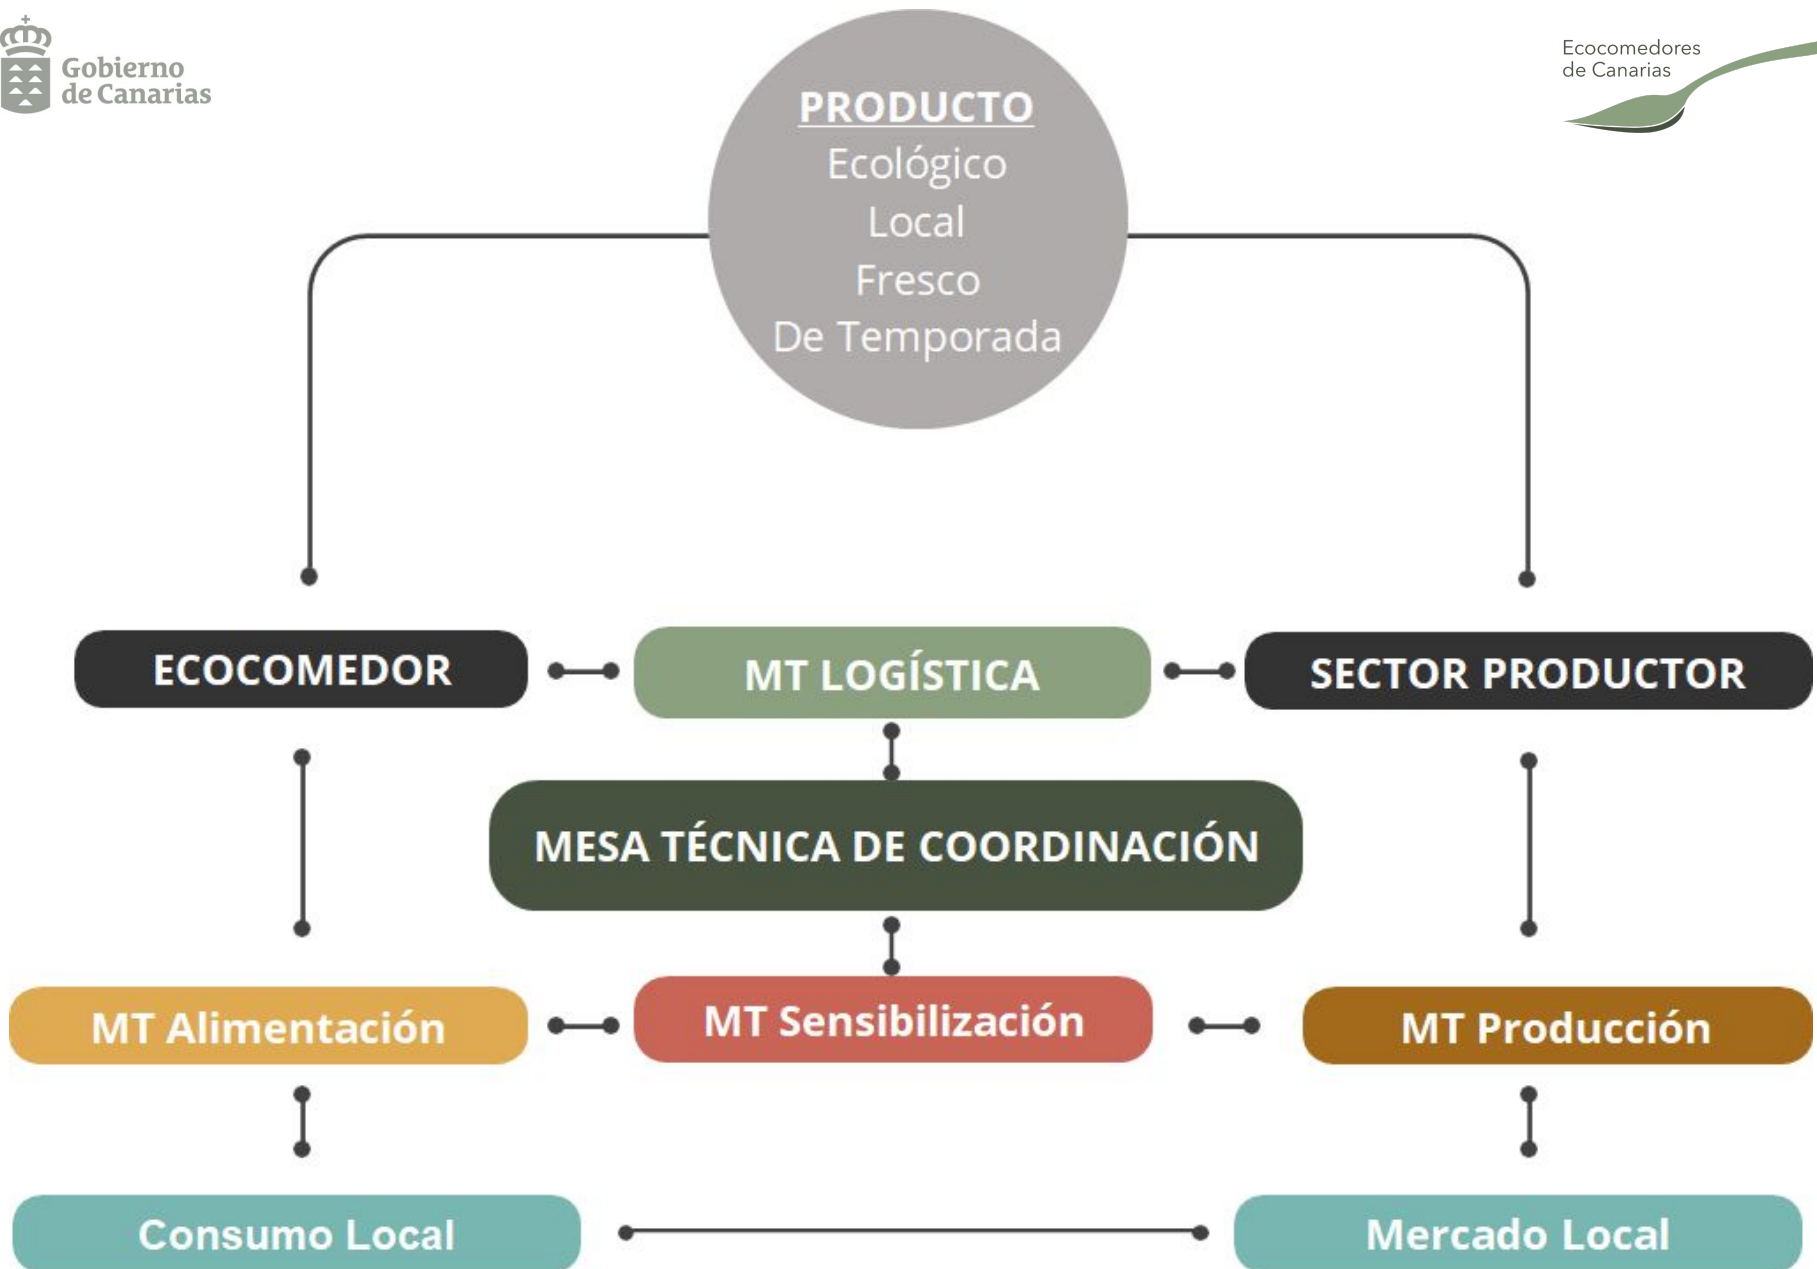 Gobierno
de Canarias
Ecocomedores
de Canarias
PRODUCTO
Ecológico
Local
Fresco
De Temporada
ECOCOMEDOR
MT LOGÍSTICA
SECTOR PRODUCTOR
MESA TÉCNICA DE COORDINACIÓN
MT Alimentación
MT Sensibilización
MT Producción
Consumo Local
Mercado Local